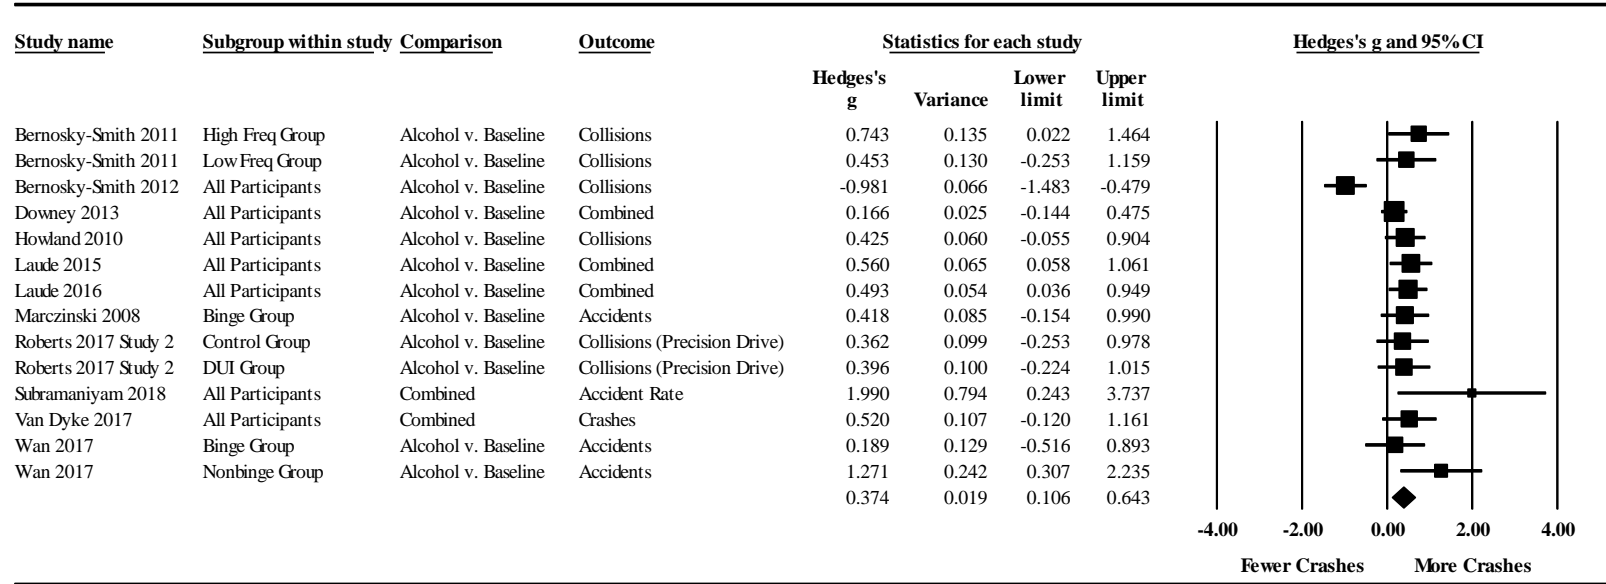 Study name Subgroup within study Comparison Outcome Statistics for each study Hedges's g and 95% CI
Hedges's g Variance Lower limit Upper limit
Bernosky-Smith 2011 High Freq Group Alcohol v. Baseline Collisions 0.743 0.135 0.022 1.464
Bernosky-Smith 2011 Low Freq Group Alcohol v. Baseline Collisions 0.453 0.130 -0.253 1.159
Bernosky-Smith 2012 All Participants Alcohol v. Baseline Collisions -0.981 0.066 -1.483 -0.479
Downey 2013 All Participants Alcohol v. Baseline Combined 0.166 0.025 -0.144 0.475
Howland 2010 All Participants Alcohol v. Baseline Collisions 0.425 0.060 -0.055 0.904
Laude 2015 All Participants Alcohol v. Baseline Combined 0.560 0.065 0.058 1.061
Laude 2016 All Participants Alcohol v. Baseline Combined 0.493 0.054 0.036 0.949
Marczinski 2008 Binge Group Alcohol v. Baseline Accidents 0.418 0.085 -0.154 0.990
Roberts 2017 Study 2 Control Group Alcohol v. Baseline Collisions (Precision Drive) 0.362 0.099 -0.253 0.978
Roberts 2017 Study 2 DUI Group Alcohol v. Baseline Collisions (Precision Drive) 0.396 0.100 -0.224 1.015
Subramaniyam 2018 All Participants Combined Accident Rate 1.990 0.794 0.243 3.737
Van Dyke 2017 All Participants Combined Crashes 0.520 0.107 -0.120 1.161
Wan 2017 Binge Group Alcohol v. Baseline Accidents 0.189 0.129 -0.516 0.893
Wan 2017 Nonbinge Group Alcohol v. Baseline Accidents 1.271 0.242 0.307 2.235
0.374 0.019 0.106 0.643
-4.00 -2.00 0.00 2.00 4.00
Fewer Crashes More Crashes